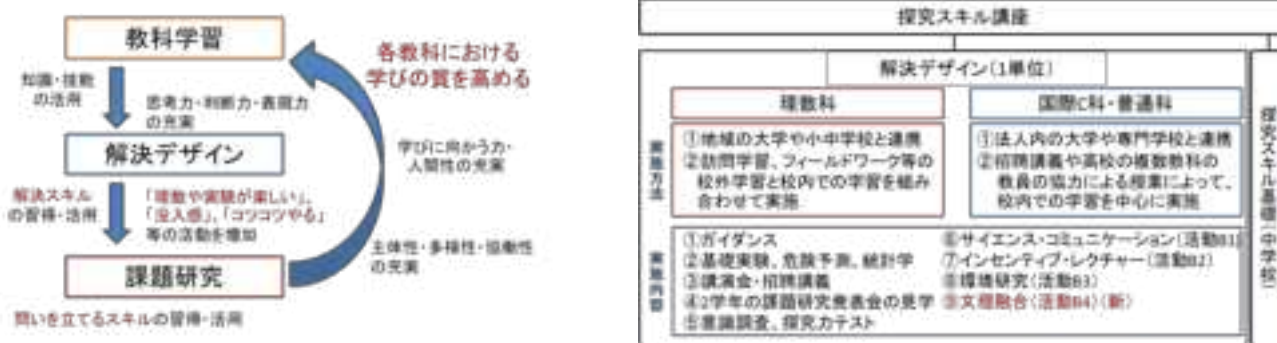 教科学習
各教科における
学びの質を高める
知識・技能
の活用
思考力・判断力・表現力
の充実
解決デザイン
学びに向かう力・
人間性の充実
解決スキル
の習得・活用
「理数や実験が楽しい」、
「没入感」、「コツコツやる」
等の活動を増加
主体性・多様性・協働性
の充実
課題研究
問いを立てるスキルの習得・活用
探究スキル講座
解決デザイン(1単位)
理数科
国際C科・普通科
実施方法
①地域の大学や小中学校と連携
②訪問学習、フィールドワーク等の
校外学習と校内での学習を組み
合わせて実施
①法人内の大学や専門学校と連携
②招聘講義や高校の複数教科の
教員の協力による授業によって、
校内での学習を中心に実施
実施内容
①ガイダンス
②基礎実験、危険予測、統計学
③講演会・招聘講義
④2学年の課題研究発表会の見学
⑤意識調査、探究力テスト
⑥サイエンス・コミュニケーション(活動B1)
⑦インセンティブ・レクチャー(活動B2)
⑧環境研究(活動B3)
⑨文理融合(活動B4)(新)
探究スキル基礎(中学校)